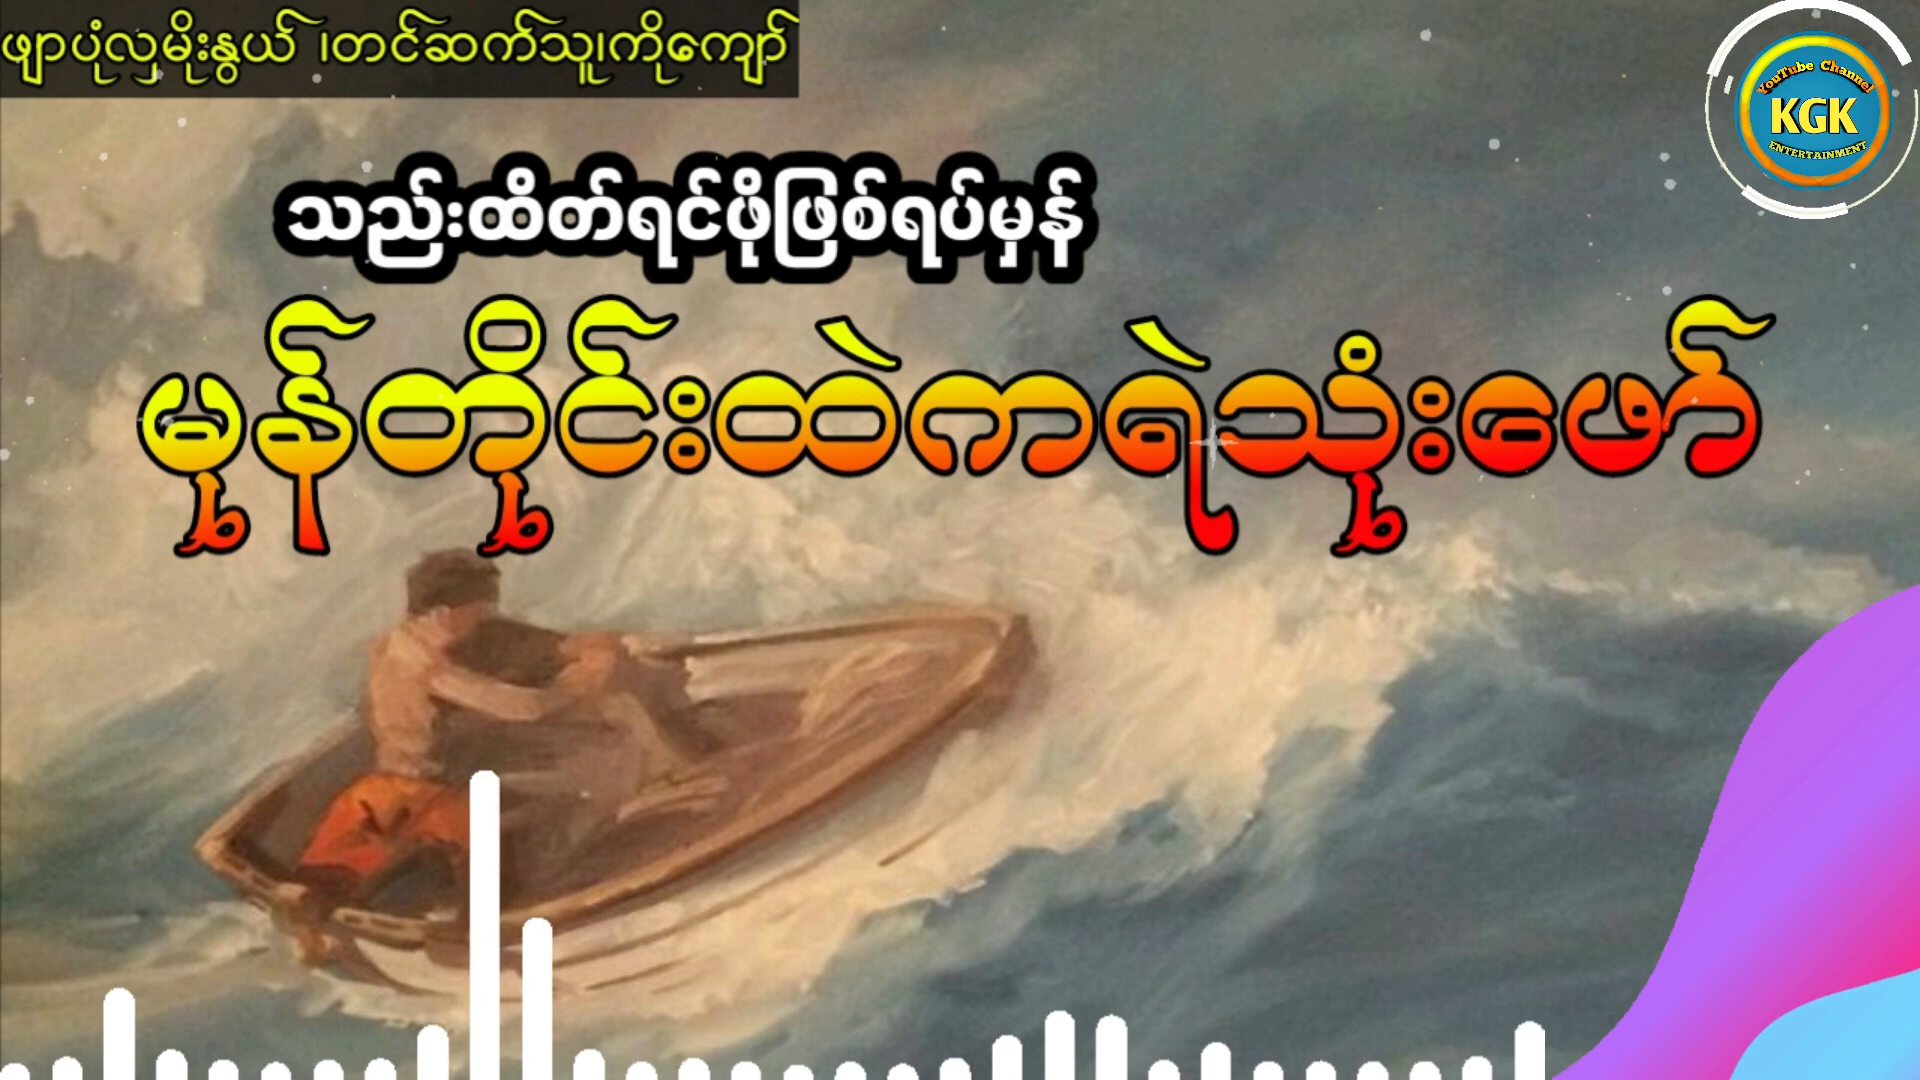 ဖျာပုံလှမိုးနွယ် ၊တင်ဆက်သူ၊ကိုကျော်
YouTube Channel
KGK
ENTERTAINMENT
သည်းထိတ်ရင်ဖိုဖြစ်ရပ်မှန်
မုန်တိုင်းထဲကရဲသုံးဖော်